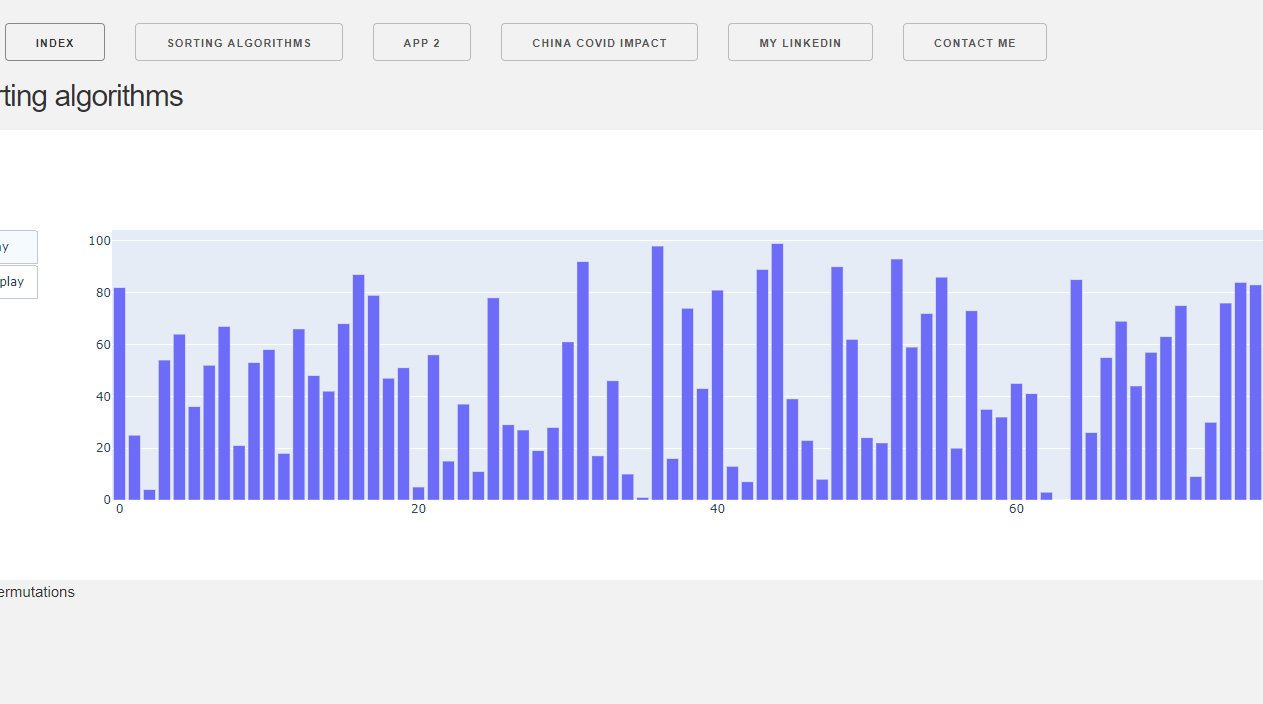 INDEX SORTING ALGORITHMS APP 2 CHINA COVID IMPACT MY LINKEDIN CONTACT ME
rting algorithms
ay
play
100
80
60
40
20
0
0 20 40 60
ermutations